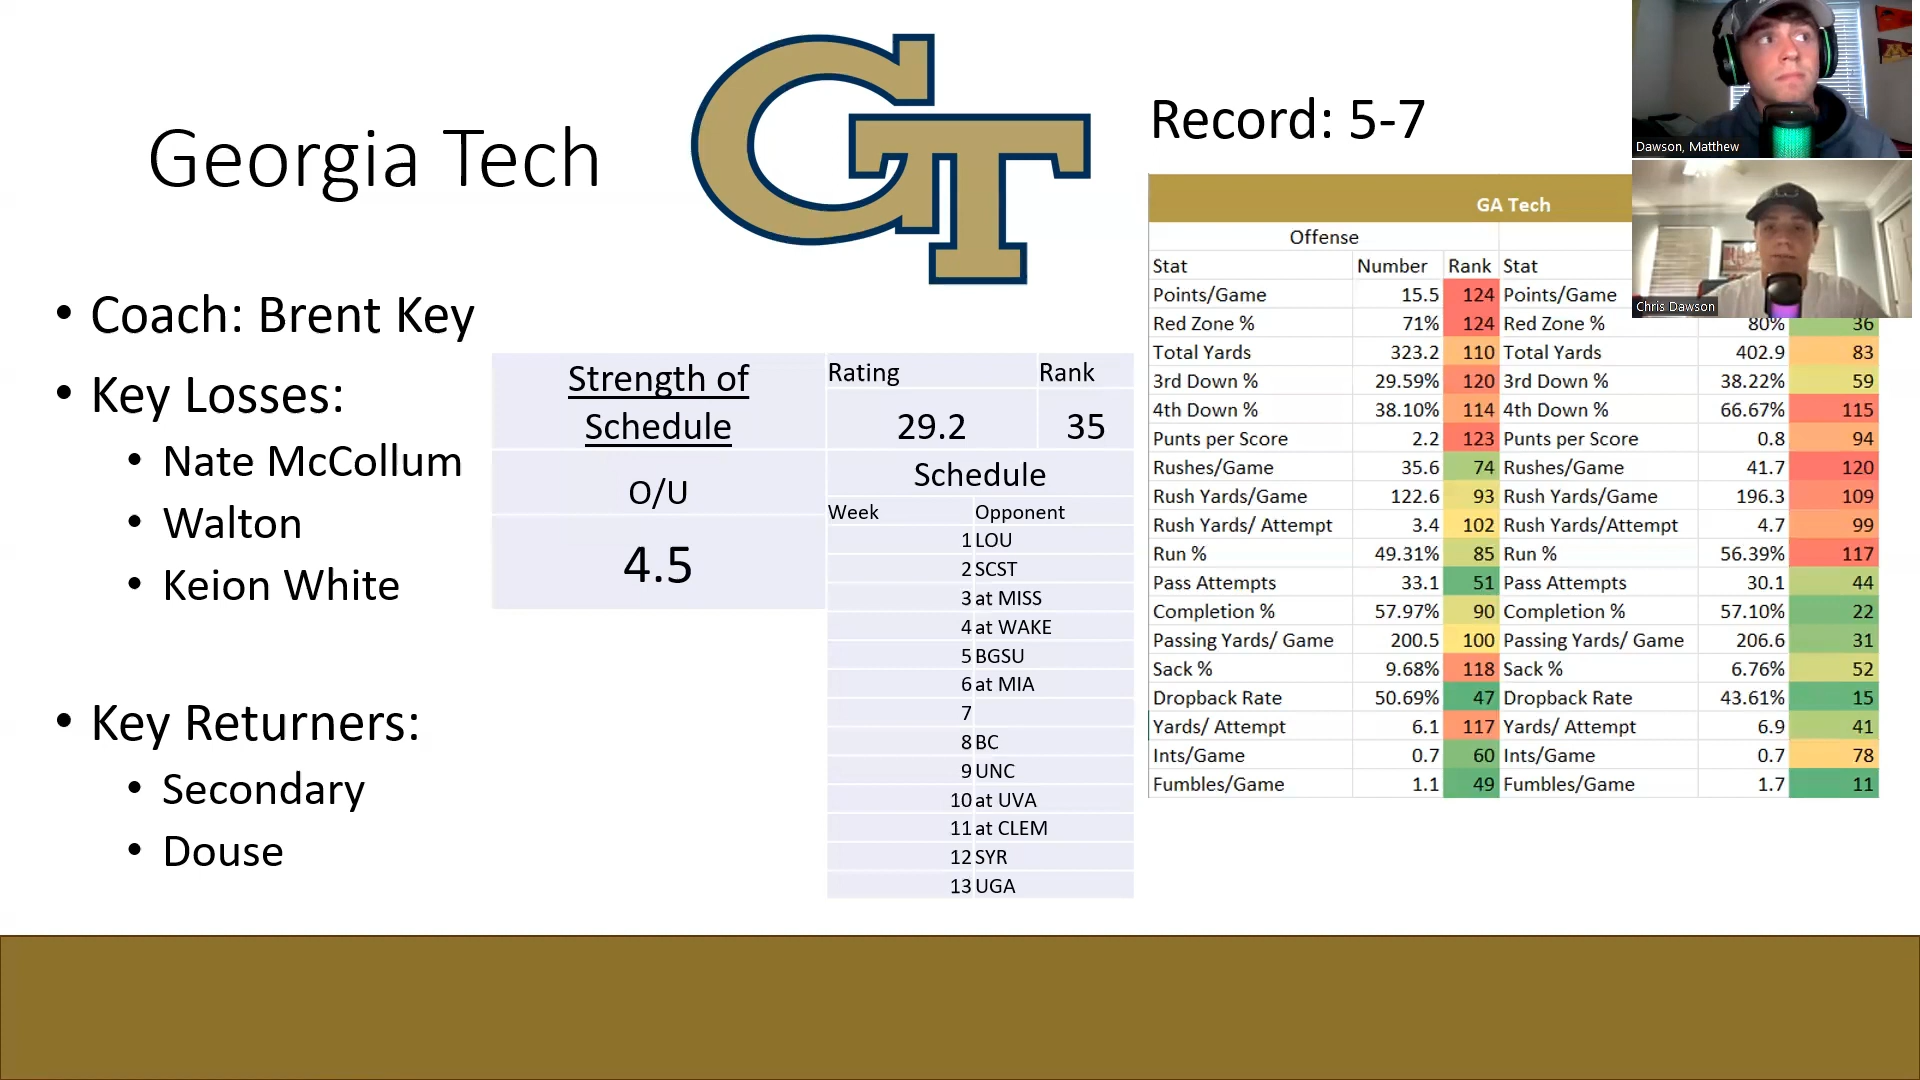 Georgia Tech
GT
Record: 5-7
Dawson, Matthew
Chris Dawson
• Coach: Brent Key
• Key Losses:
• Nate McCollum
• Walton
• Keion White
• Key Returners:
• Secondary
• Douse
Strength of Schedule Rating Rank
29.2 35
O/U
4.5
Schedule
Week Opponent
1 LOU
2 SCST
3 at MISS
4 at WAKE
5 BGSU
6 at MIA
7
8 BC
9 UNC
10 at UVA
11 at CLEM
12 SYR
13 UGA
GA Tech
Offense
Stat Number Rank Stat
Points/Game 15.5 124 Points/Game
Red Zone % 71% 124 Red Zone % 80% 36
Total Yards 323.2 110 Total Yards 402.9 83
3rd Down % 29.59% 120 3rd Down % 38.22% 59
4th Down % 38.10% 114 4th Down % 66.67% 115
Punts per Score 2.2 123 Punts per Score 0.8 94
Rushes/Game 35.6 74 Rushes/Game 41.7 120
Rush Yards/Game 122.6 93 Rush Yards/Game 196.3 109
Rush Yards/ Attempt 3.4 102 Rush Yards/Attempt 4.7 99
Run % 49.31% 85 Run % 56.39% 117
Pass Attempts 33.1 51 Pass Attempts 30.1 44
Completion % 57.97% 90 Completion % 57.10% 22
Passing Yards/ Game 200.5 100 Passing Yards/ Game 206.6 31
Sack % 9.68% 118 Sack % 6.76% 52
Dropback Rate 50.69% 47 Dropback Rate 43.61% 15
Yards/ Attempt 6.1 117 Yards/ Attempt 6.9 41
Ints/Game 0.7 60 Ints/Game 0.7 78
Fumbles/Game 1.1 49 Fumbles/Game 1.7 11